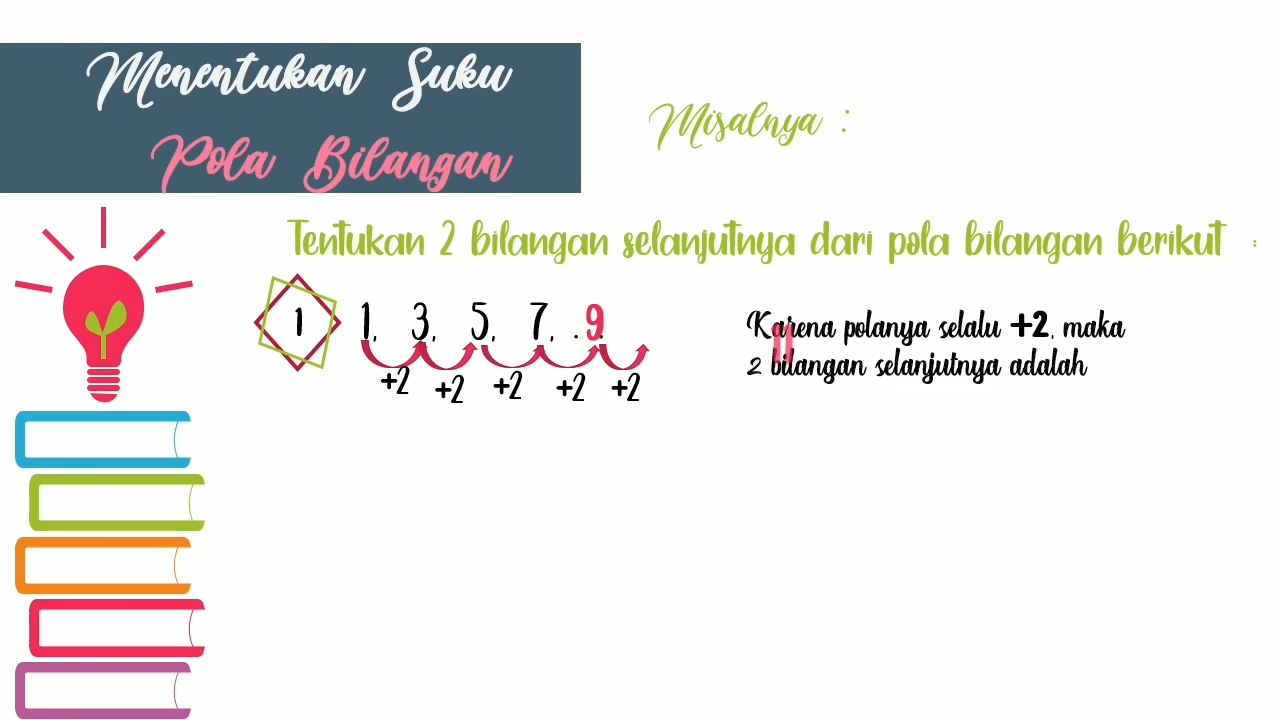 Menentukan Suku
Pola Bilangan
Misalnya :
Tentukan 2 bilangan selanjutnya dari pola bilangan berikut :
1
1, 3, 5, 7, . 9 .
+2 +2 +2 +2 +2
Karena polanya selalu +2, maka
11
2 bilangan selanjutnya adalah